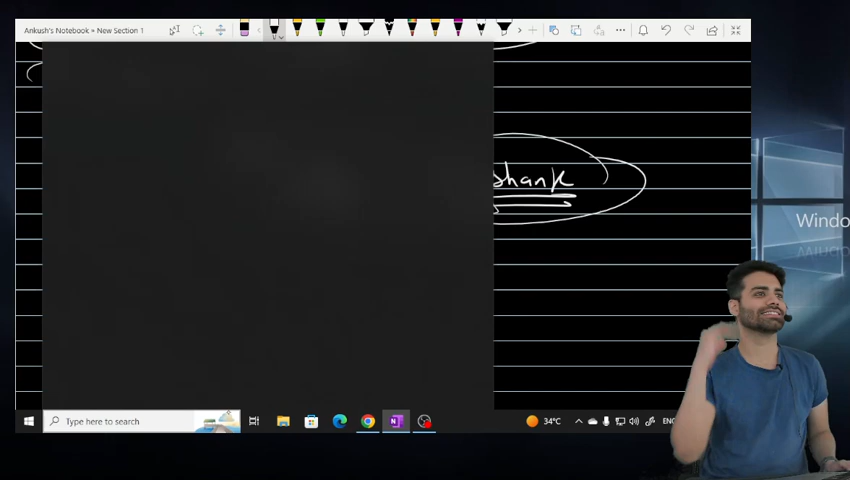 Ankush's Notebook » New Section 1
shank
Windo
Type here to search
34°C
ENG